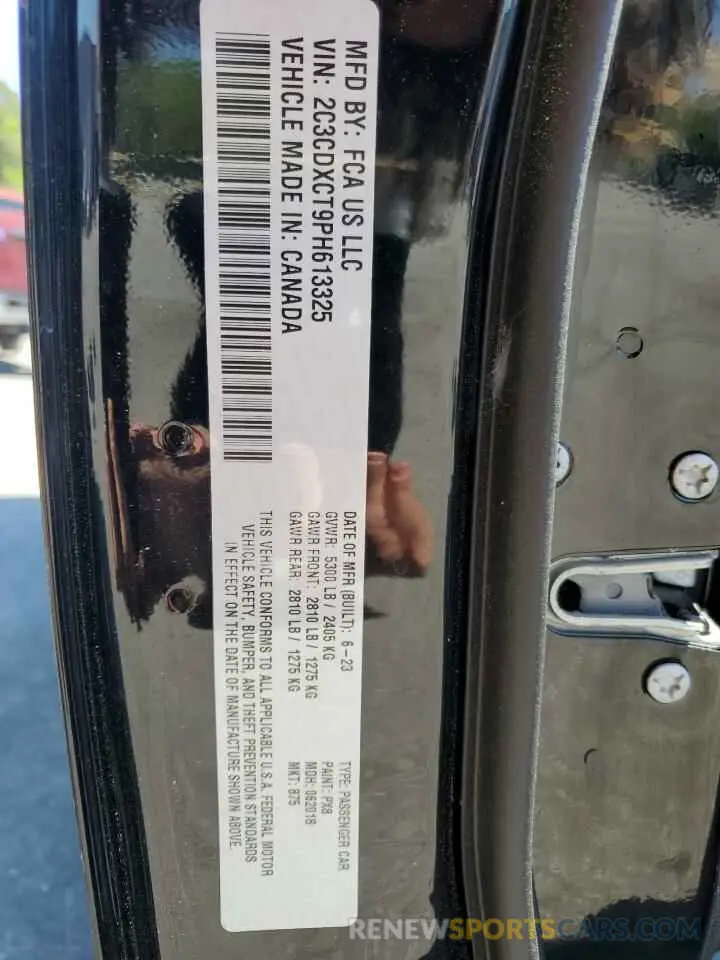 MFD BY: FCA US LLC
VIN: 2C3CDXCT9PH613325
VEHICLE MADE IN: CANADA
DATE OF MFR (BUILT): 6-23
GVWR: 5300 LB / 2405 KG
GAWR FRONT: 2810 LB / 1275 KG
GAWR REAR: 2810 LB / 1275 KG
TYPE: PASSENGER CAR
PAINT: PX8
MDH: 062018
MKT: 875
THIS VEHICLE CONFORMS TO ALL APPLICABLE U.S.A. FEDERAL MOTOR
VEHICLE SAFETY, BUMPER, AND THEFT PREVENTION STANDARDS
IN EFFECT ON THE DATE OF MANUFACTURE SHOWN ABOVE.
RENEWSPORTSCARS.COM